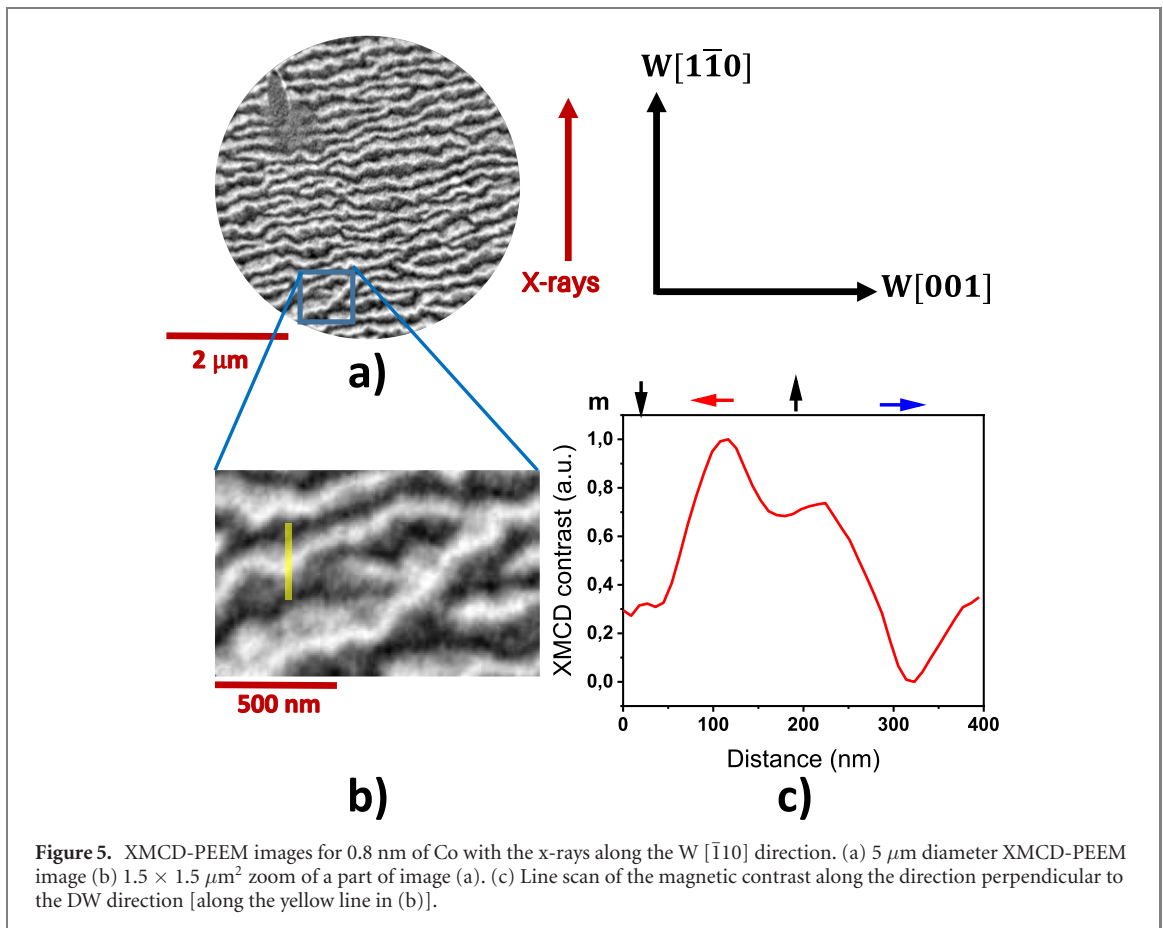 W[11̅0]
X-rays
W[001]
2 μm
a)
m
1,0
0,8
0,6
0,4
0,2
0,0
XMCD contrast (a.u.)
0 100 200 300 400
Distance (nm)
500 nm
b)
c)
Figure 5. XMCD-PEEM images for 0.8 nm of Co with the x-rays along the W [1̅10] direction. (a) 5 μm diameter XMCD-PEEM
image (b) 1.5 × 1.5 μm² zoom of a part of image (a). (c) Line scan of the magnetic contrast along the direction perpendicular to
the DW direction [along the yellow line in (b)].